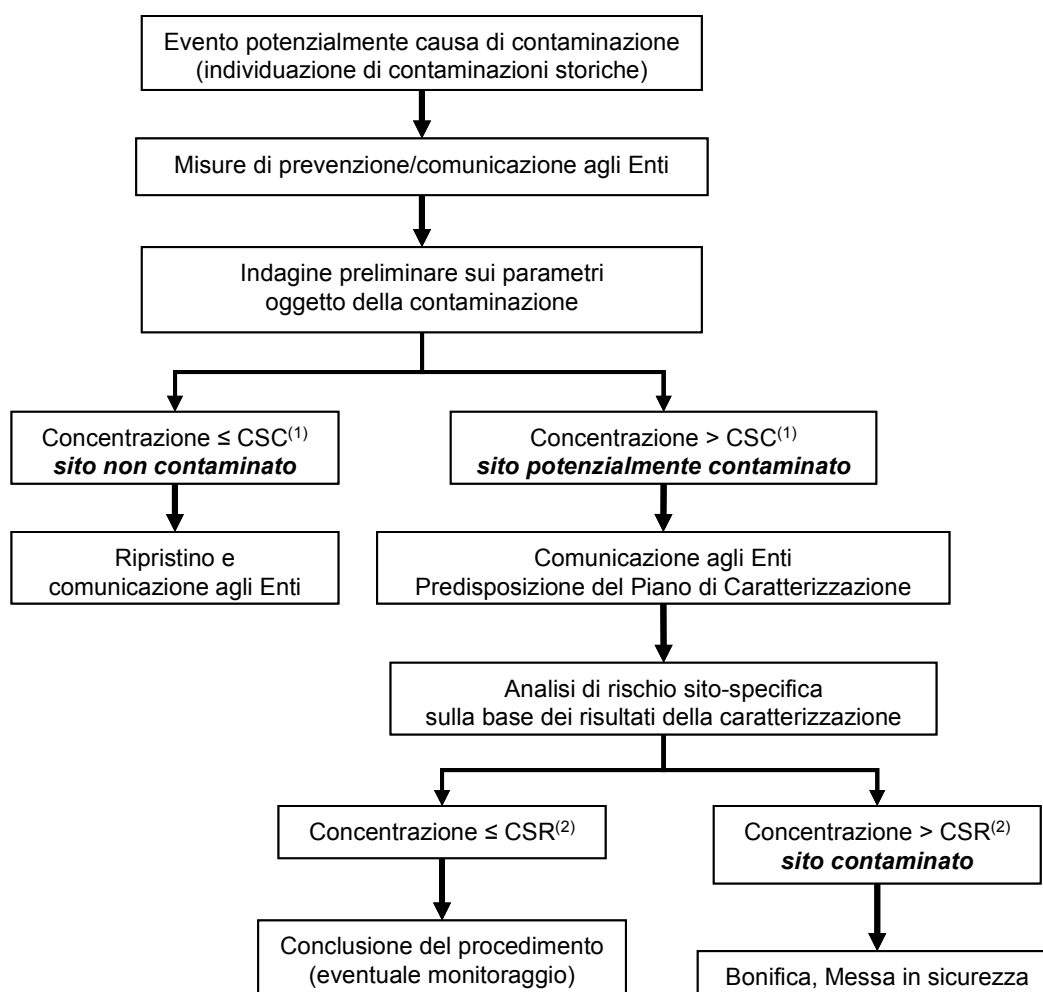 Evento potenzialmente causa di contaminazione
(individuazione di contaminazioni storiche)
Misure di prevenzione/comunicazione agli Enti
Indagine preliminare sui parametri
oggetto della contaminazione
Concentrazione ≤ CSC(1)
sito non contaminato
Concentrazione > CSC(1)
sito potenzialmente contaminato
Ripristino e
comunicazione agli Enti
Comunicazione agli Enti
Predisposizione del Piano di Caratterizzazione
Analisi di rischio sito-specifica
sulla base dei risultati della caratterizzazione
Concentrazione ≤ CSR(2)
Concentrazione > CSR(2)
sito contaminato
Conclusione del procedimento
(eventuale monitoraggio)
Bonifica, Messa in sicurezza